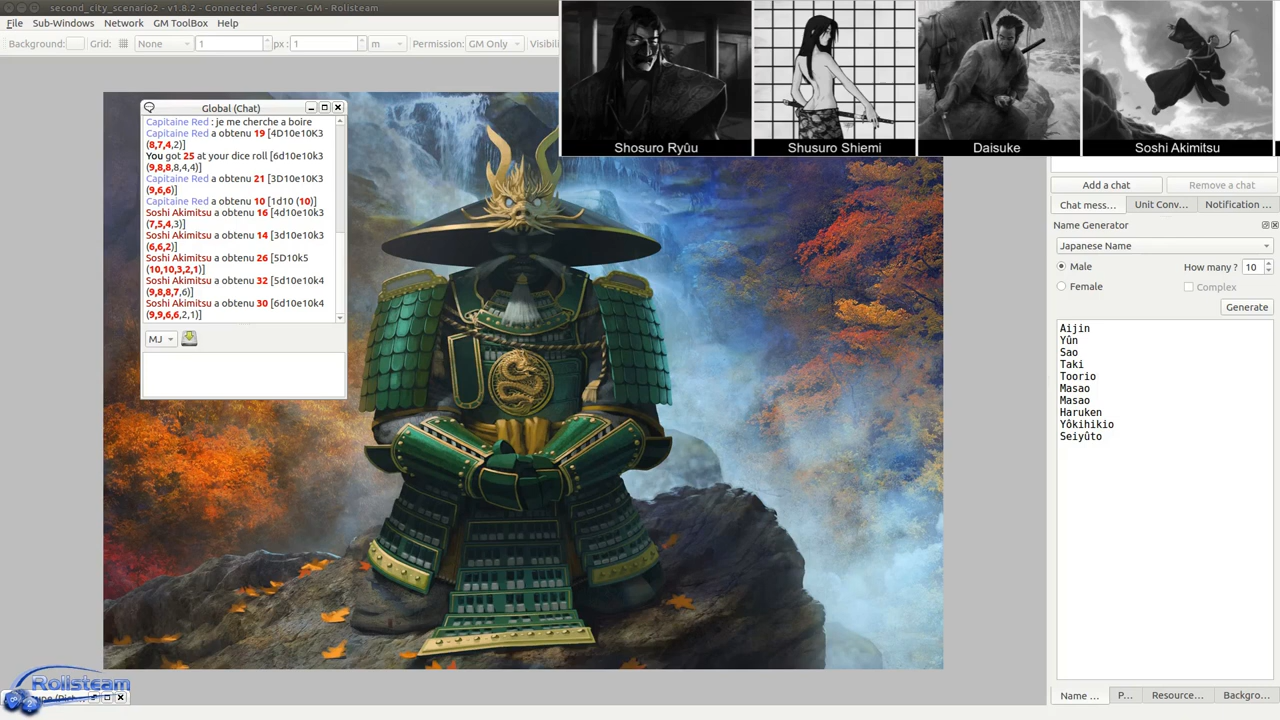 second_city_scenario2 - v1.8.2 - Connected - Server - GM - Rolisteam
File Sub-Windows Network GM ToolBox Help
Background: Grid: None 1 px : 1 m Permission: GM Only
Shosuro Ryûu
Shusuro Shiemi
Daisuke
Soshi Akimitsu
Global (Chat)
Capitaine Red : je me cherche a boire
Capitaine Red a obtenu 19 [4D10e10K3
(8,7,4,2)]
You got 25 at your dice roll [6d10e10k3
(9,8,8,8,4,4)]
Capitaine Red a obtenu 21 [3D10e10K3
(9,6,6)]
Capitaine Red a obtenu 10 [1d10 (10)]
Soshi Akimitsu a obtenu 16 [4d10e10k3
(7,5,4,3)]
Soshi Akimitsu a obtenu 14 [3d10e10k3
(6,6,2)]
Soshi Akimitsu a obtenu 26 [5D10k5
(10,10,3,2,1)]
Soshi Akimitsu a obtenu 32 [5d10e10k4
(9,8,8,7,6)]
Soshi Akimitsu a obtenu 30 [6d10e10k4
(9,9,6,6,2,1)]
MJ
Add a chat Remove a chat
Chat mess... Unit Conv... Notification ...
Name Generator
Japanese Name
Male How many ? 10
Female Complex
Generate
Aijin
Yûn
Sao
Taki
Toorio
Masao
Masao
Haruken
Yôkihikio
Seiyûto
Name ... P... Resource... Backgro...
Rolisteam